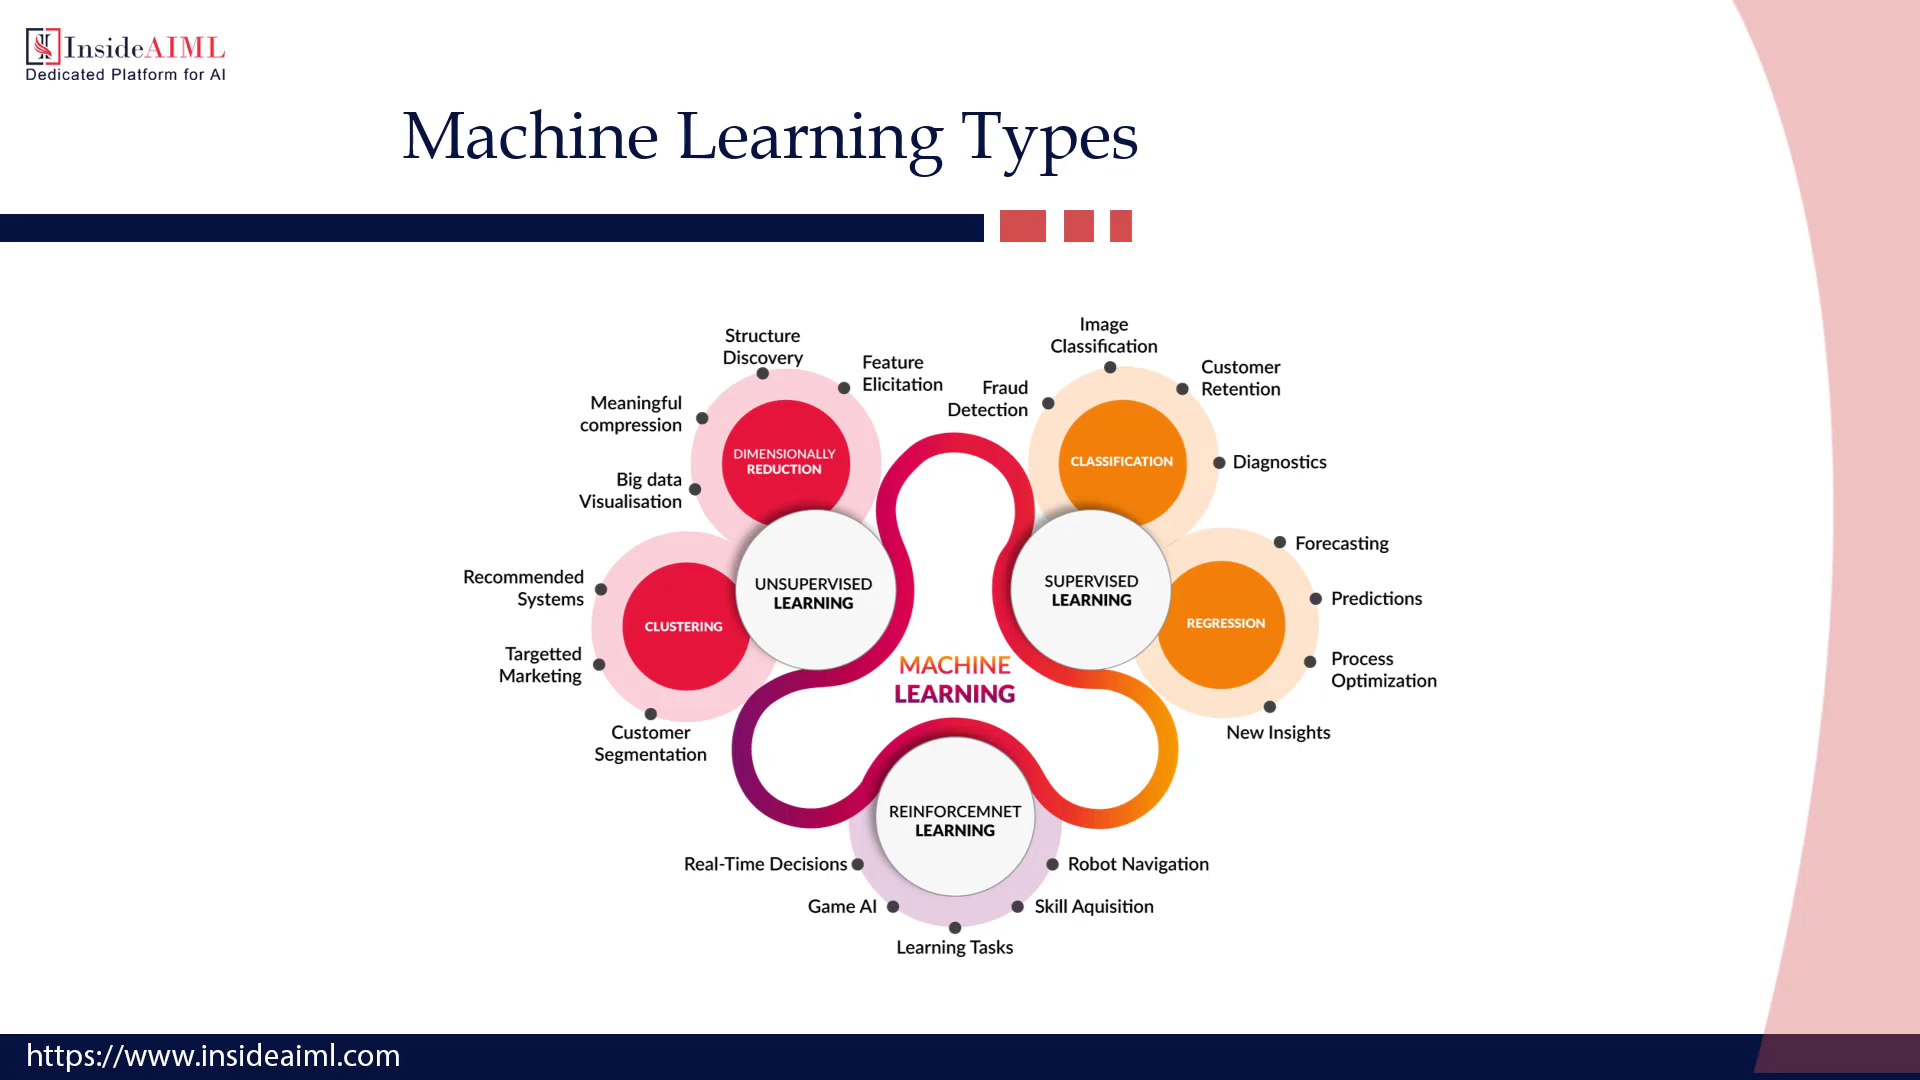 InsideAIML
Dedicated Platform for AI
Machine Learning Types
Structure
Discovery
Feature
Elicitation
Meaningful
compression
Big data
Visualisation
DIMENSIONALLY
REDUCTION
Recommended
Systems
Targetted
Marketing
Customer
Segmentation
CLUSTERING
UNSUPERVISED
LEARNING
Image
Classification
Customer
Retention
Fraud
Detection
Diagnostics
CLASSIFICATION
SUPERVISED
LEARNING
Forecasting
Predictions
Process
Optimization
New Insights
REGRESSION
MACHINE
LEARNING
REINFORCEMNET
LEARNING
Real-Time Decisions
Robot Navigation
Game AI
Skill Aquisition
Learning Tasks
https://www.insideaiml.com